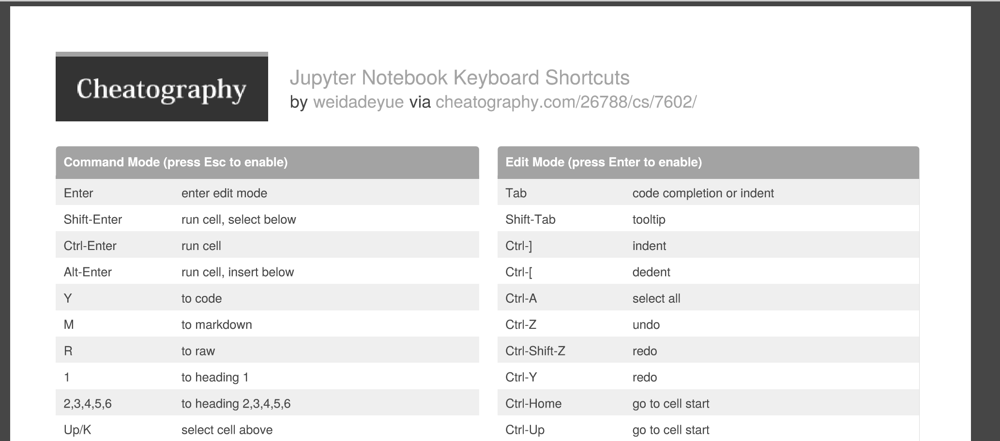 Cheatography
Jupyter Notebook Keyboard Shortcuts
by weidadeyue via cheatography.com/26788/cs/7602/
Command Mode (press Esc to enable)
Enter enter edit mode
Shift-Enter run cell, select below
Ctrl-Enter run cell
Alt-Enter run cell, insert below
Y to code
M to markdown
R to raw
1 to heading 1
2,3,4,5,6 to heading 2,3,4,5,6
Up/K select cell above
Edit Mode (press Enter to enable)
Tab code completion or indent
Shift-Tab tooltip
Ctrl-] indent
Ctrl-[ dedent
Ctrl-A select all
Ctrl-Z undo
Ctrl-Shift-Z redo
Ctrl-Y redo
Ctrl-Home go to cell start
Ctrl-Up go to cell start